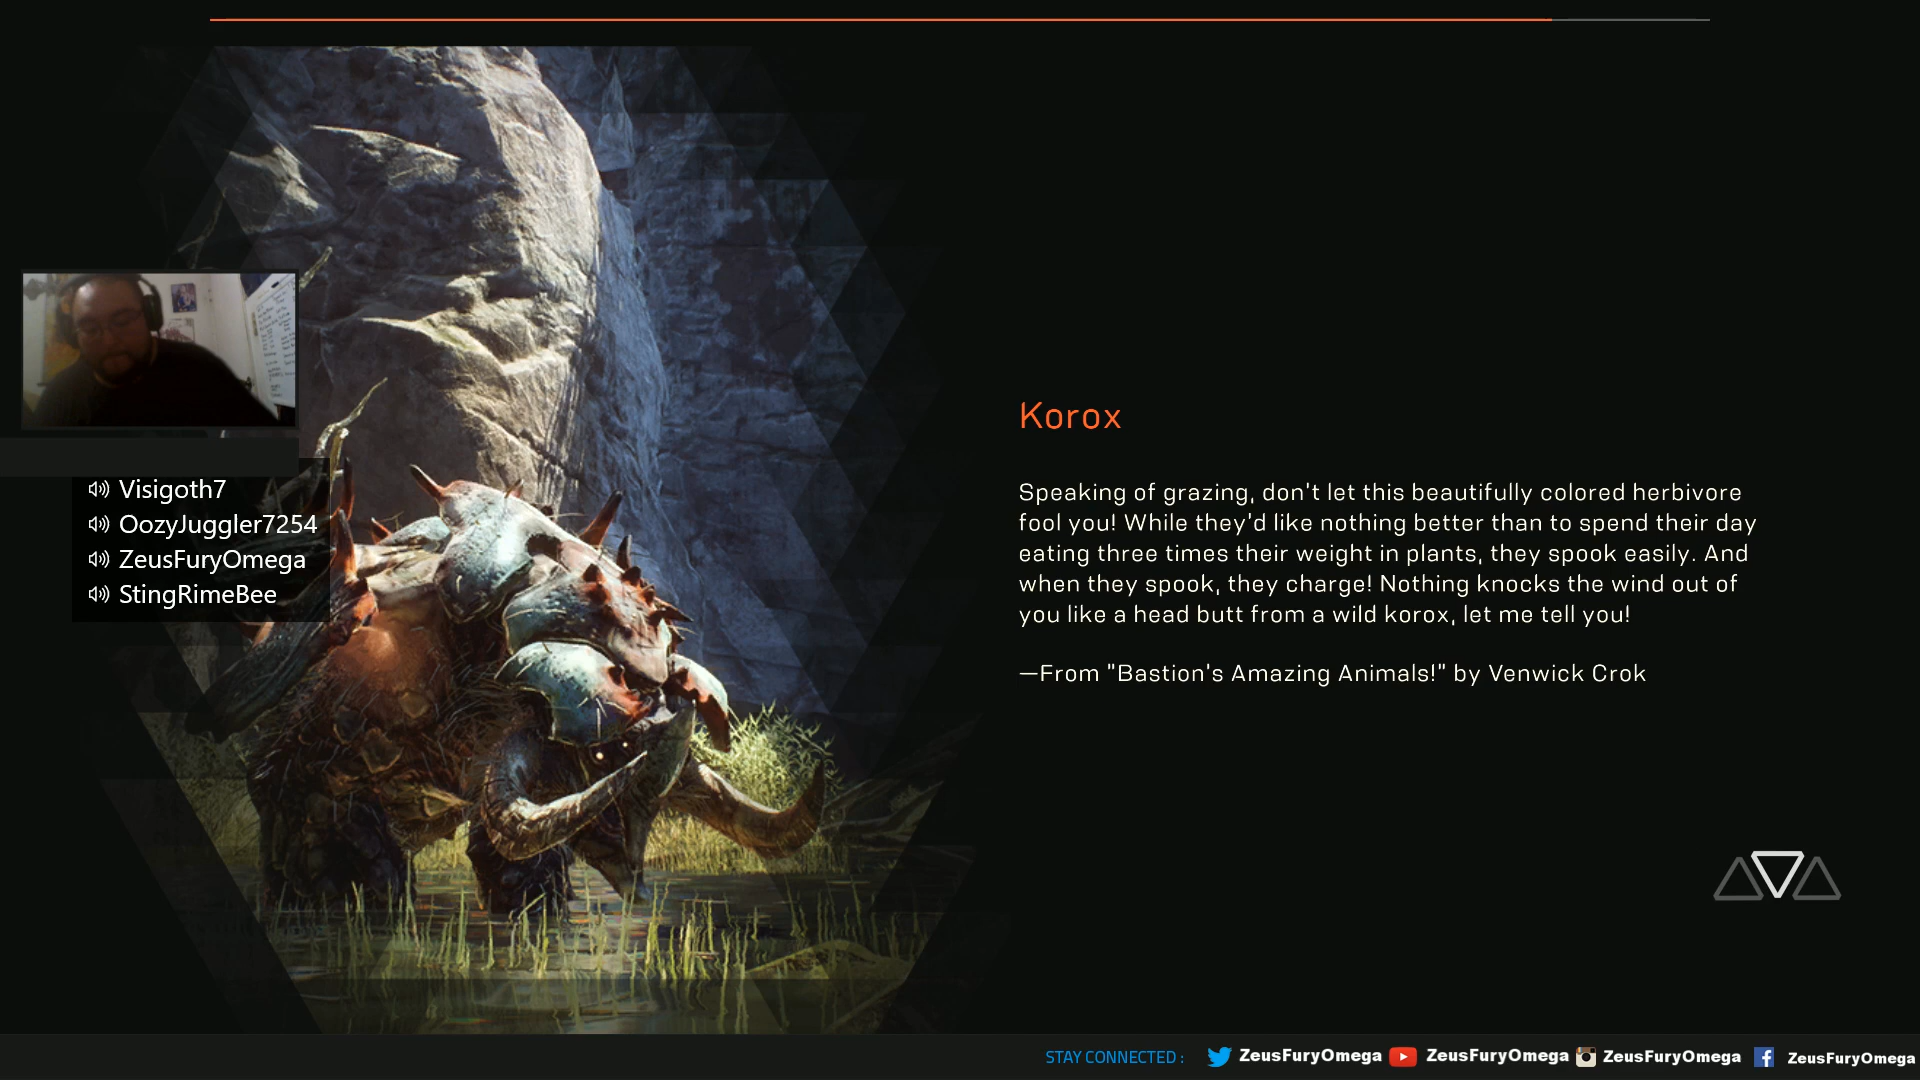 Visigoth7
OozyJuggler7254
ZeusFuryOmega
StingRimeBee
Korox
Speaking of grazing, don't let this beautifully colored herbivore
fool you! While they'd like nothing better than to spend their day
eating three times their weight in plants, they spook easily. And
when they spook, they charge! Nothing knocks the wind out of
you like a head butt from a wild korox, let me tell you!
—From "Bastion's Amazing Animals!" by Venwick Crok
STAY CONNECTED : ZeusFuryOmega ZeusFuryOmega ZeusFuryOmega ZeusFuryOmega